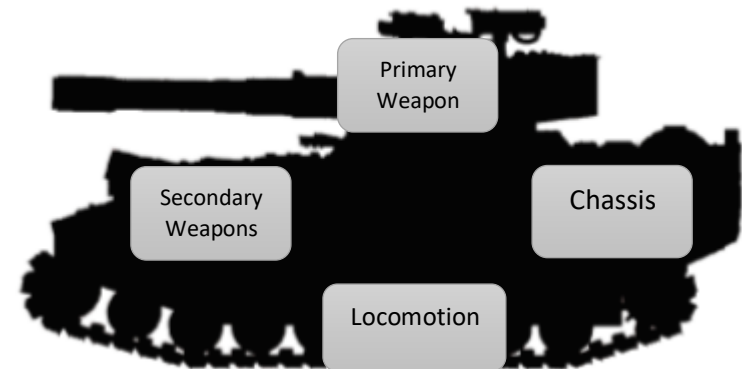 Primary
Weapon
Secondary
Weapons
Chassis
Locomotion